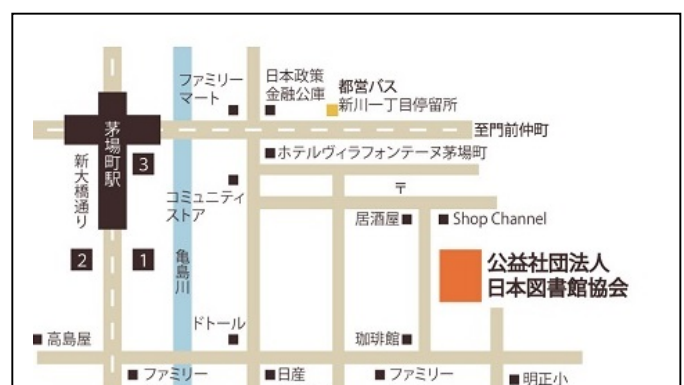 ファミリー
マート
日本政策
金融公庫
都営バス
新川一丁目停留所
至門前仲町
茅場町駅
3
新大橋通り
ホテルヴィラフォンテーヌ茅場町
〒
コミュニティ
ストア
居酒屋
Shop Channel
2
1
亀島川
公益社団法人
日本図書館協会
ドトール
高島屋
珈琲館
ファミリー
日産
ファミリー
明正小